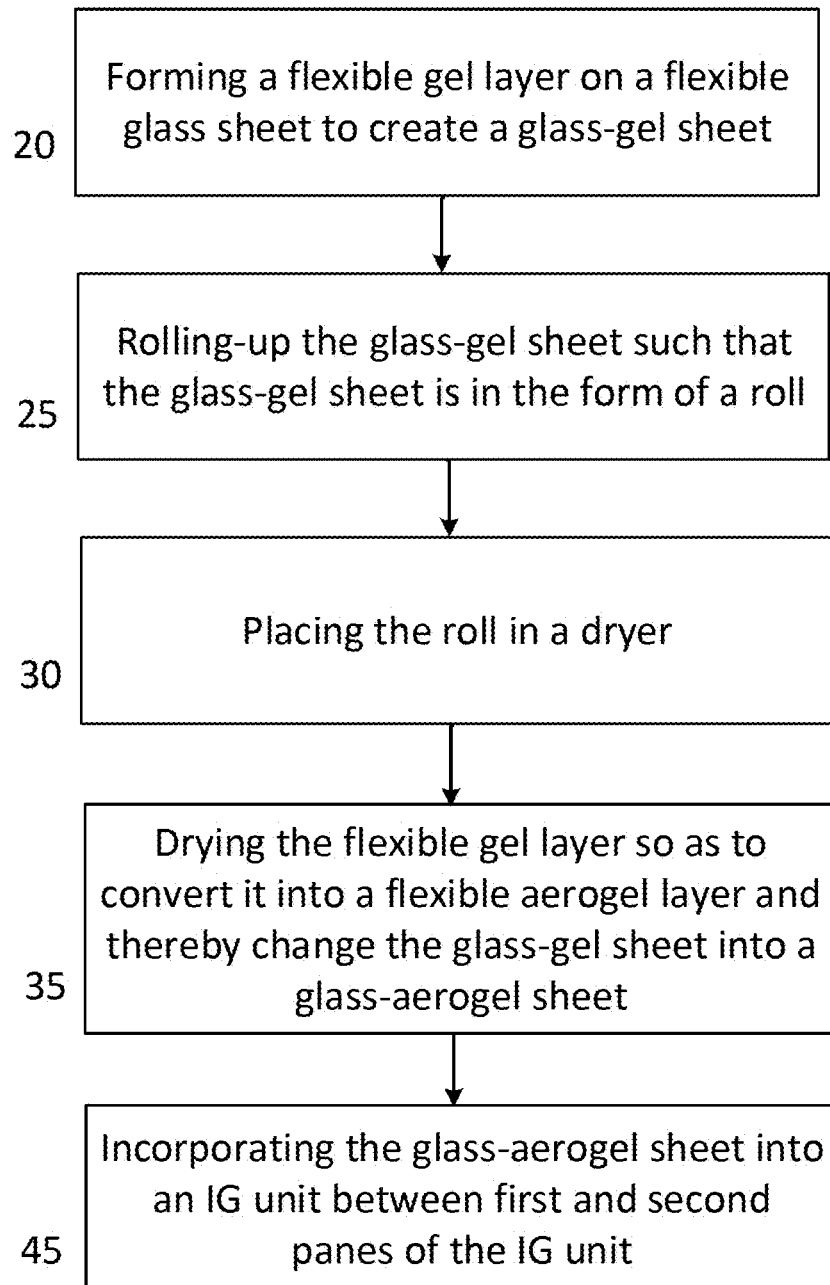 Forming a flexible gel layer on a flexible
glass sheet to create a glass-gel sheet
20
Rolling-up the glass-gel sheet such that
the glass-gel sheet is in the form of a roll
25
Placing the roll in a dryer
30
Drying the flexible gel layer so as to
convert it into a flexible aerogel layer and
thereby change the glass-gel sheet into a
glass-aerogel sheet
35
Incorporating the glass-aerogel sheet into
an IG unit between first and second
panes of the IG unit
45